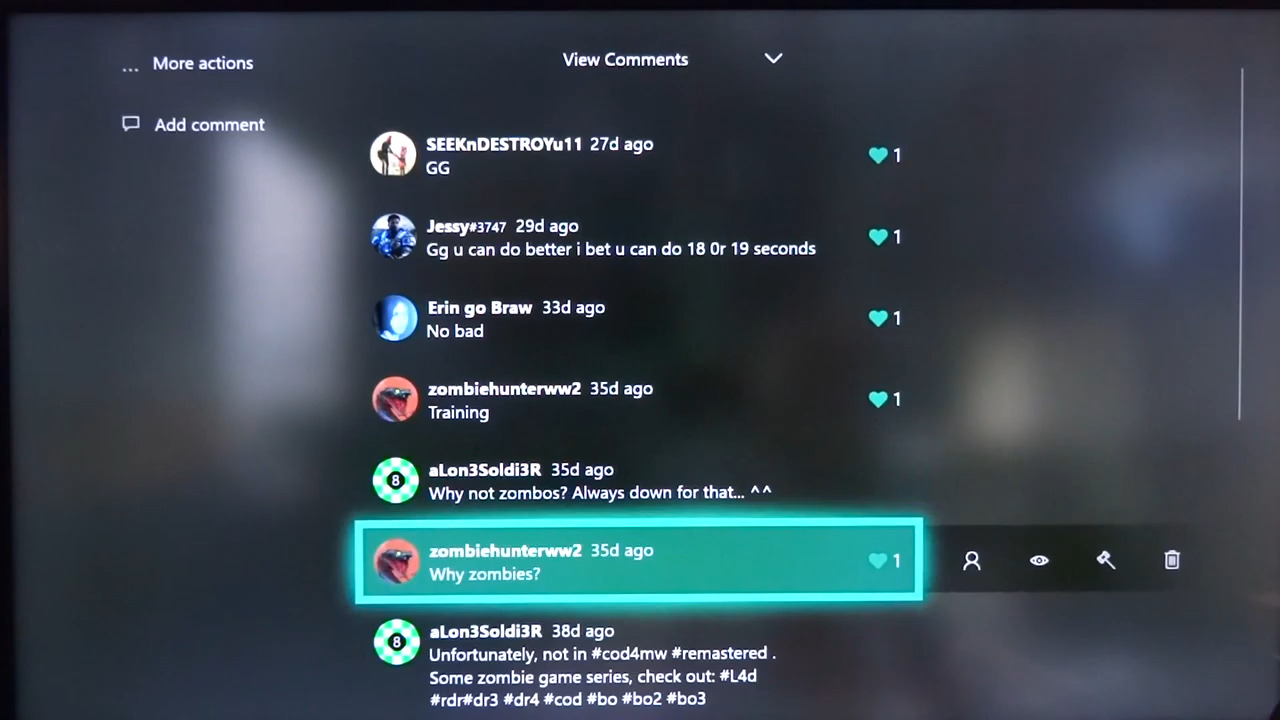 ... More actions
View Comments
Add comment
SEEKnDESTROYu11 27d ago
GG
1
Jessy#3747 29d ago
Gg u can do better i bet u can do 18 0r 19 seconds
1
Erin go Braw 33d ago
No bad
1
zombiehunterww2 35d ago
Training
1
aLon3Soldi3R 35d ago
Why not zombos? Always down for that... ^^
zombiehunterww2 35d ago
Why zombies?
1
aLon3Soldi3R 38d ago
Unfortunately, not in #cod4mw #remastered .
Some zombie game series, check out: #L4d
#rdr#dr3 #dr4 #cod #bo #bo2 #bo3
8
8